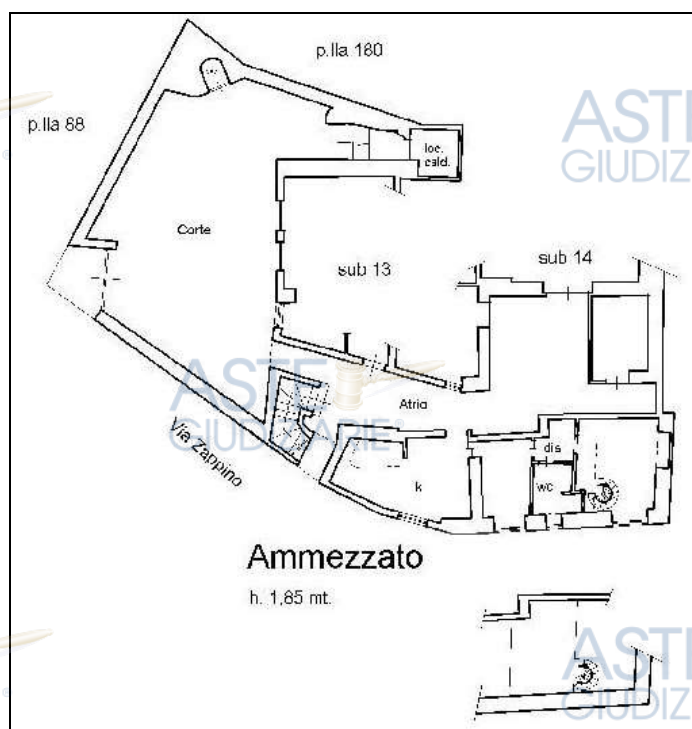 p.lla 160
ASTE
GIUDIZ
p.lla 88
loc.
cald.
Corte
sub 14
sub 13
ASTE
GIUDIZIARIE®
Atrio
Via Zappino
dis
k
wc
Ammezzato
h. 1,85 mt.
ASTE
GIUDIZ